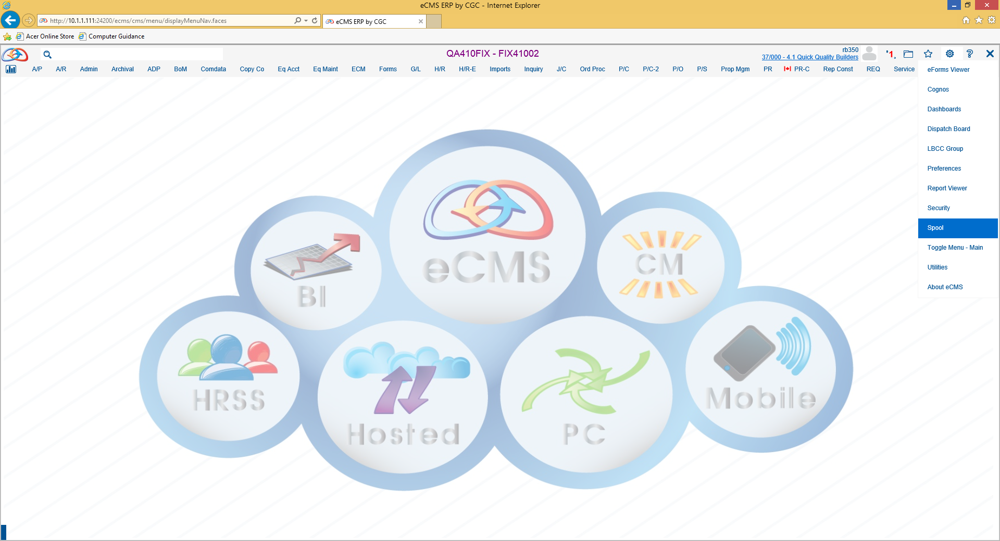 eCMS ERP by CGC - Internet Explorer
http://10.1.1.111:24200/ecms/cms/menu/displayMenuNav.faces
eCMS ERP by CGC
Acer Online Store
Computer Guidance
QA410FIX - FIX41002
rb350
37/000 - 4.1 Quick Quality Builders
A/P A/R Admin Archival ADP BoM Comdata Copy Co Eq Acct Eq Maint ECM Forms G/L H/R H/R-E Imports Inquiry J/C Ord Proc P/C P/C-2 P/O P/S Prop Mgm PR PR-C Rep Const REQ Service
eForms Viewer
Cognos
Dashboards
Dispatch Board
LBCC Group
Preferences
Report Viewer
Security
Spool
Toggle Menu - Main
Utilities
About eCMS
eCMS
CM
BI
HRSS
Hosted
PC
Mobile